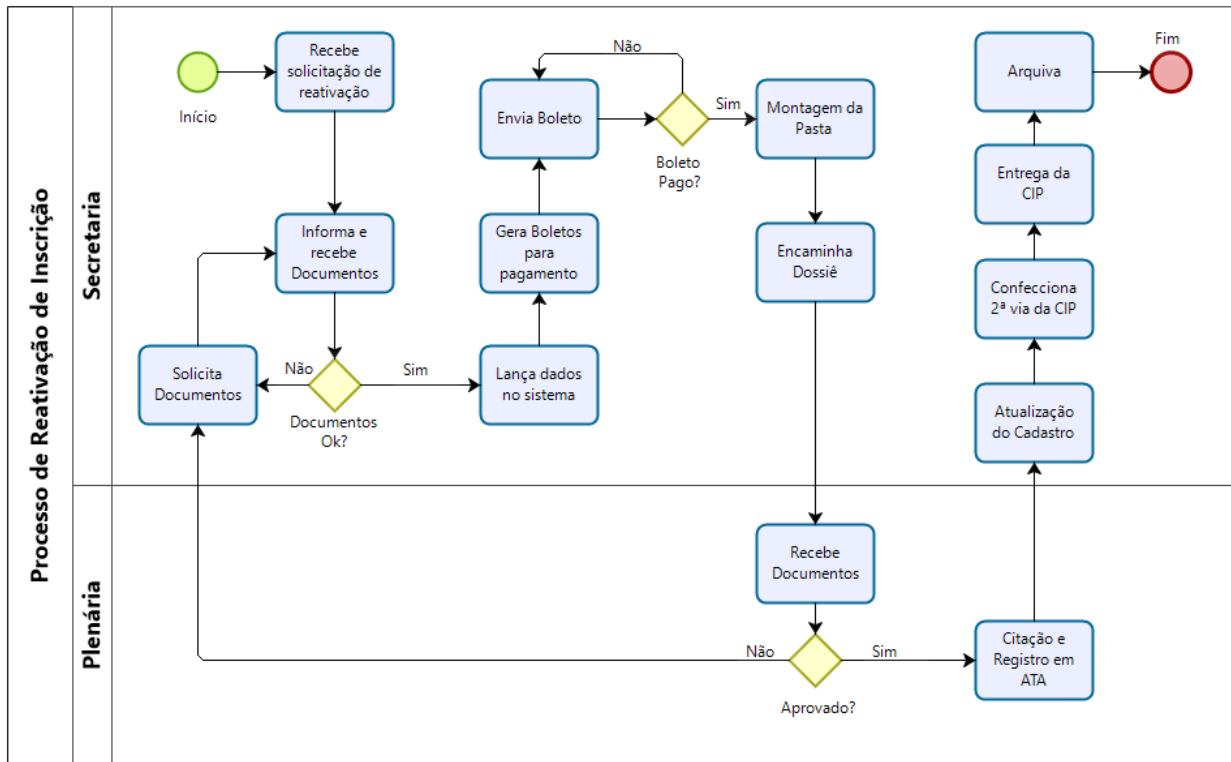 Processo de Reativação de Inscrição
Secretaria
Início
Recebe
solicitação de
reativação
Informa e
recebe
Documentos
Solicita
Documentos
Não
Documentos
Ok?
Sim
Lança dados
no sistema
Gera Boletos
para
pagamento
Envia Boleto
Não
Boleto
Pago?
Sim
Montagem da
Pasta
Encaminha
Dossiê
Plenária
Recebe
Documentos
Não
Aprovado?
Sim
Citação e
Registro em
ATA
Atualização
do Cadastro
Confecciona
2ª via da CIP
Entrega da
CIP
Arquiva
Fim